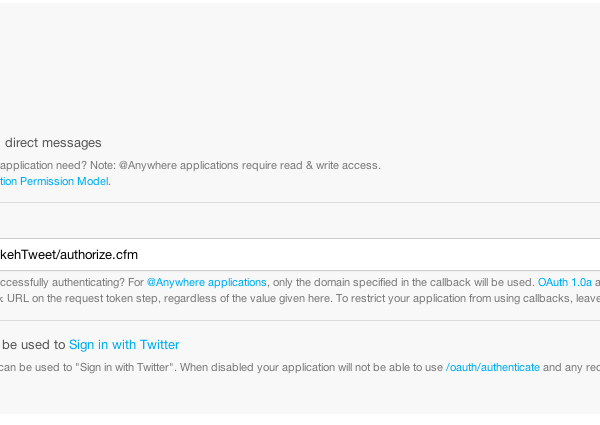 direct messages
application need? Note: @Anywhere applications require read & write access.
tion Permission Model.
kehTweet/authorize.cfm
ccessfully authenticating? For @Anywhere applications, only the domain specified in the callback will be used. OAuth 1.0a a
URL on the request token step, regardless of the value given here. To restrict your application from using callbacks, leave
be used to Sign in with Twitter
can be used to "Sign in with Twitter". When disabled your application will not be able to use /oauth/authenticate and any req